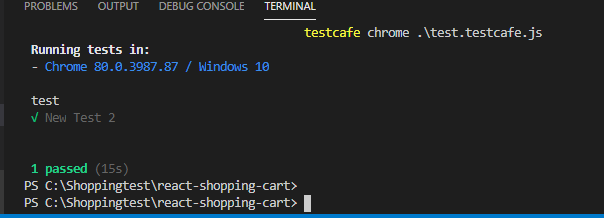 PROBLEMS OUTPUT DEBUG CONSOLE TERMINAL
testcafe chrome .\test.testcafe.js
Running tests in:
- Chrome 80.0.3987.87 / Windows 10
test
√ New Test 2
1 passed (15s)
PS C:\Shoppingtest\react-shopping-cart>
PS C:\Shoppingtest\react-shopping-cart>